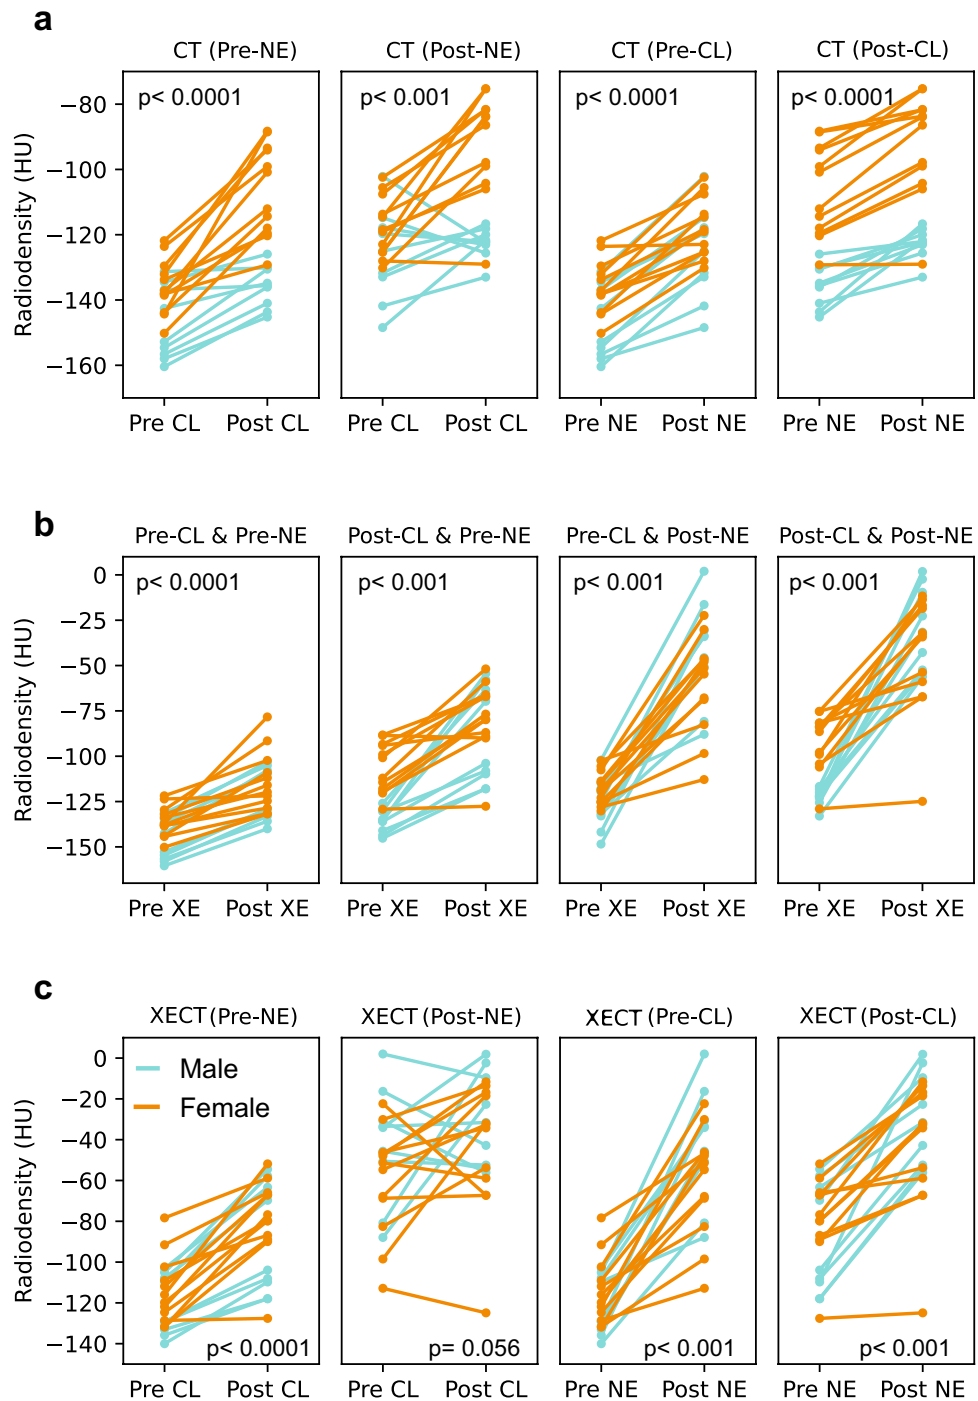 a
CT (Pre-NE) CT (Post-NE) CT (Pre-CL) CT (Post-CL)
p< 0.0001 p< 0.001 p< 0.0001 p< 0.0001
Radiodensity (HU)
−80
−100
−120
−140
−160
Pre CL Post CL Pre CL Post CL Pre NE Post NE Pre NE Post NE
b
Pre-CL & Pre-NE Post-CL & Pre-NE Pre-CL & Post-NE Post-CL & Post-NE
p< 0.0001 p< 0.001 p< 0.001 p< 0.001
Radiodensity (HU)
0
−25
−50
−75
−100
−125
−150
Pre XE Post XE Pre XE Post XE Pre XE Post XE Pre XE Post XE
c
XECT (Pre-NE) XECT (Post-NE) XECT (Pre-CL) XECT (Post-CL)
Male
Female
Radiodensity (HU)
0
−20
−40
−60
−80
−100
−120
−140
p< 0.0001 p= 0.056 p< 0.001 p< 0.001
Pre CL Post CL Pre CL Post CL Pre NE Post NE Pre NE Post NE